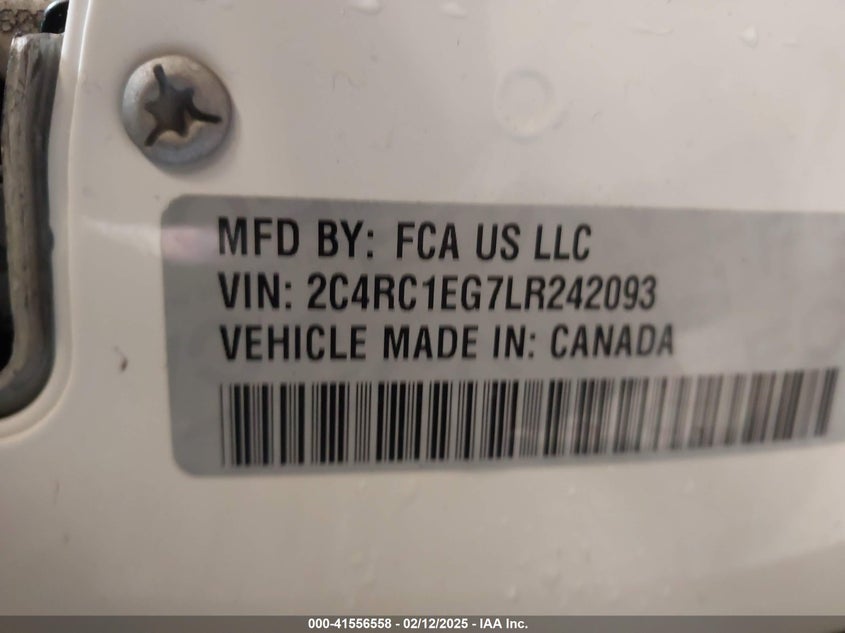 MFD BY: FCA US LLC
VIN: 2C4RC1EG7LR242093
VEHICLE MADE IN: CANADA
000-41556558 - 02/12/2025 - IAA Inc.